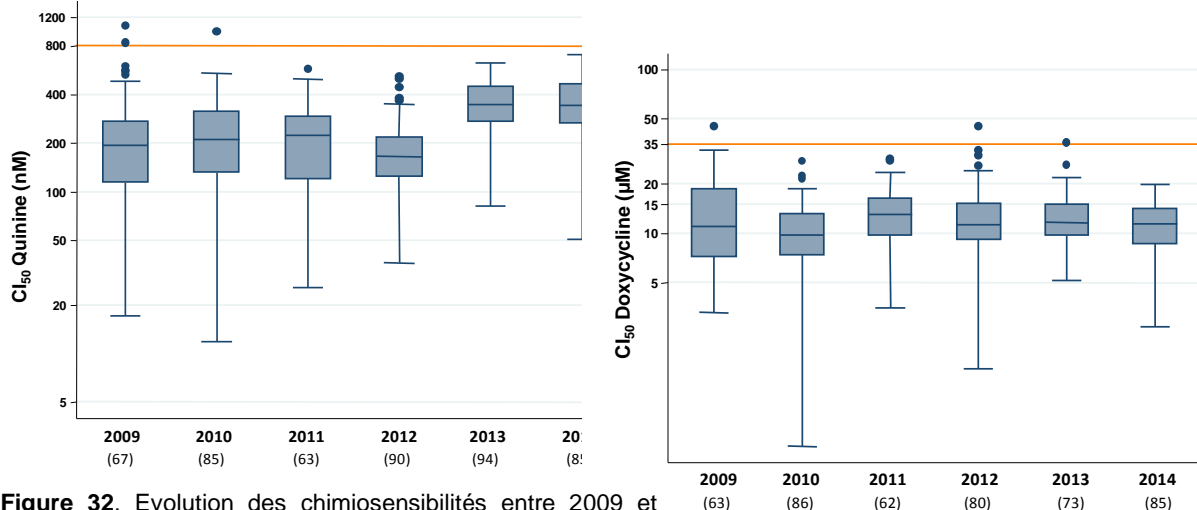 1200
800
400
200
100
50
20
5
CI50 Quinine (nM)
2009 2010 2011 2012 2013
(67) (85) (63) (90) (94)
100
50
35
20
15
10
5
CI50 Doxycycline (µM)
2009 2010 2011 2012 2013 2014
(63) (86) (62) (80) (73) (85)
Figure 32. Evolution des chimiosensibilités entre 2009 et